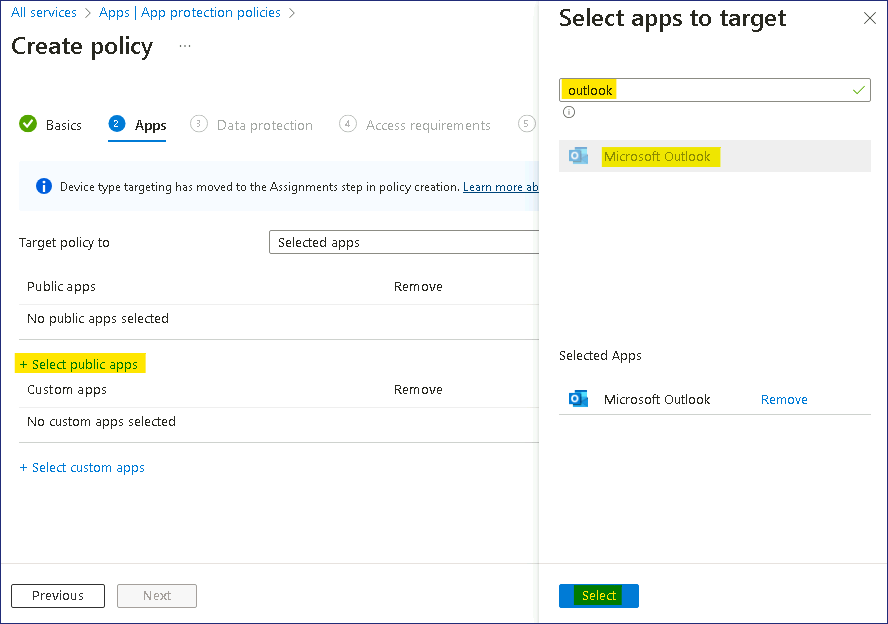 All services > Apps | App protection policies >
Create policy ...
Basics 2 Apps 3 Data protection 4 Access requirements 5
Device type targeting has moved to the Assignments step in policy creation. Learn more ab
Target policy to Selected apps
Public apps Remove
No public apps selected
+ Select public apps
Custom apps Remove
No custom apps selected
+ Select custom apps
Previous Next
Select apps to target
outlook
Microsoft Outlook
Selected Apps
Microsoft Outlook Remove
Select